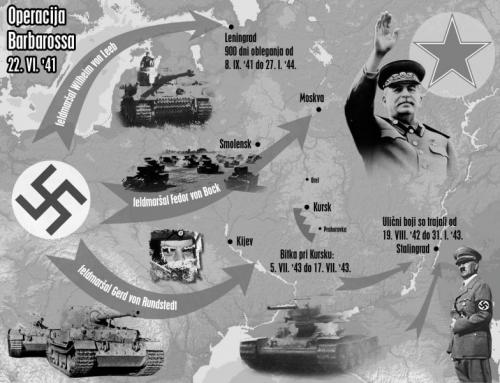 Operacija
Barbarossa
22. VI. '41
feldmaršal Wilhelm von Leeb
Leningrad
900 dni obleganja od
8. IX. '41 do 27. I. '44.
Moskva
Smolensk
feldmaršal Fedor von Bock
Orel
Kursk
Prohorovka
Ulični boji so trajali od
19. VIII. '42 do 31. I. '43.
Stalingrad
Kijev
Bitka pri Kursku:
5. VII. '43 do 17. VII. '43.
feldmaršal Gerd von Rundstedt